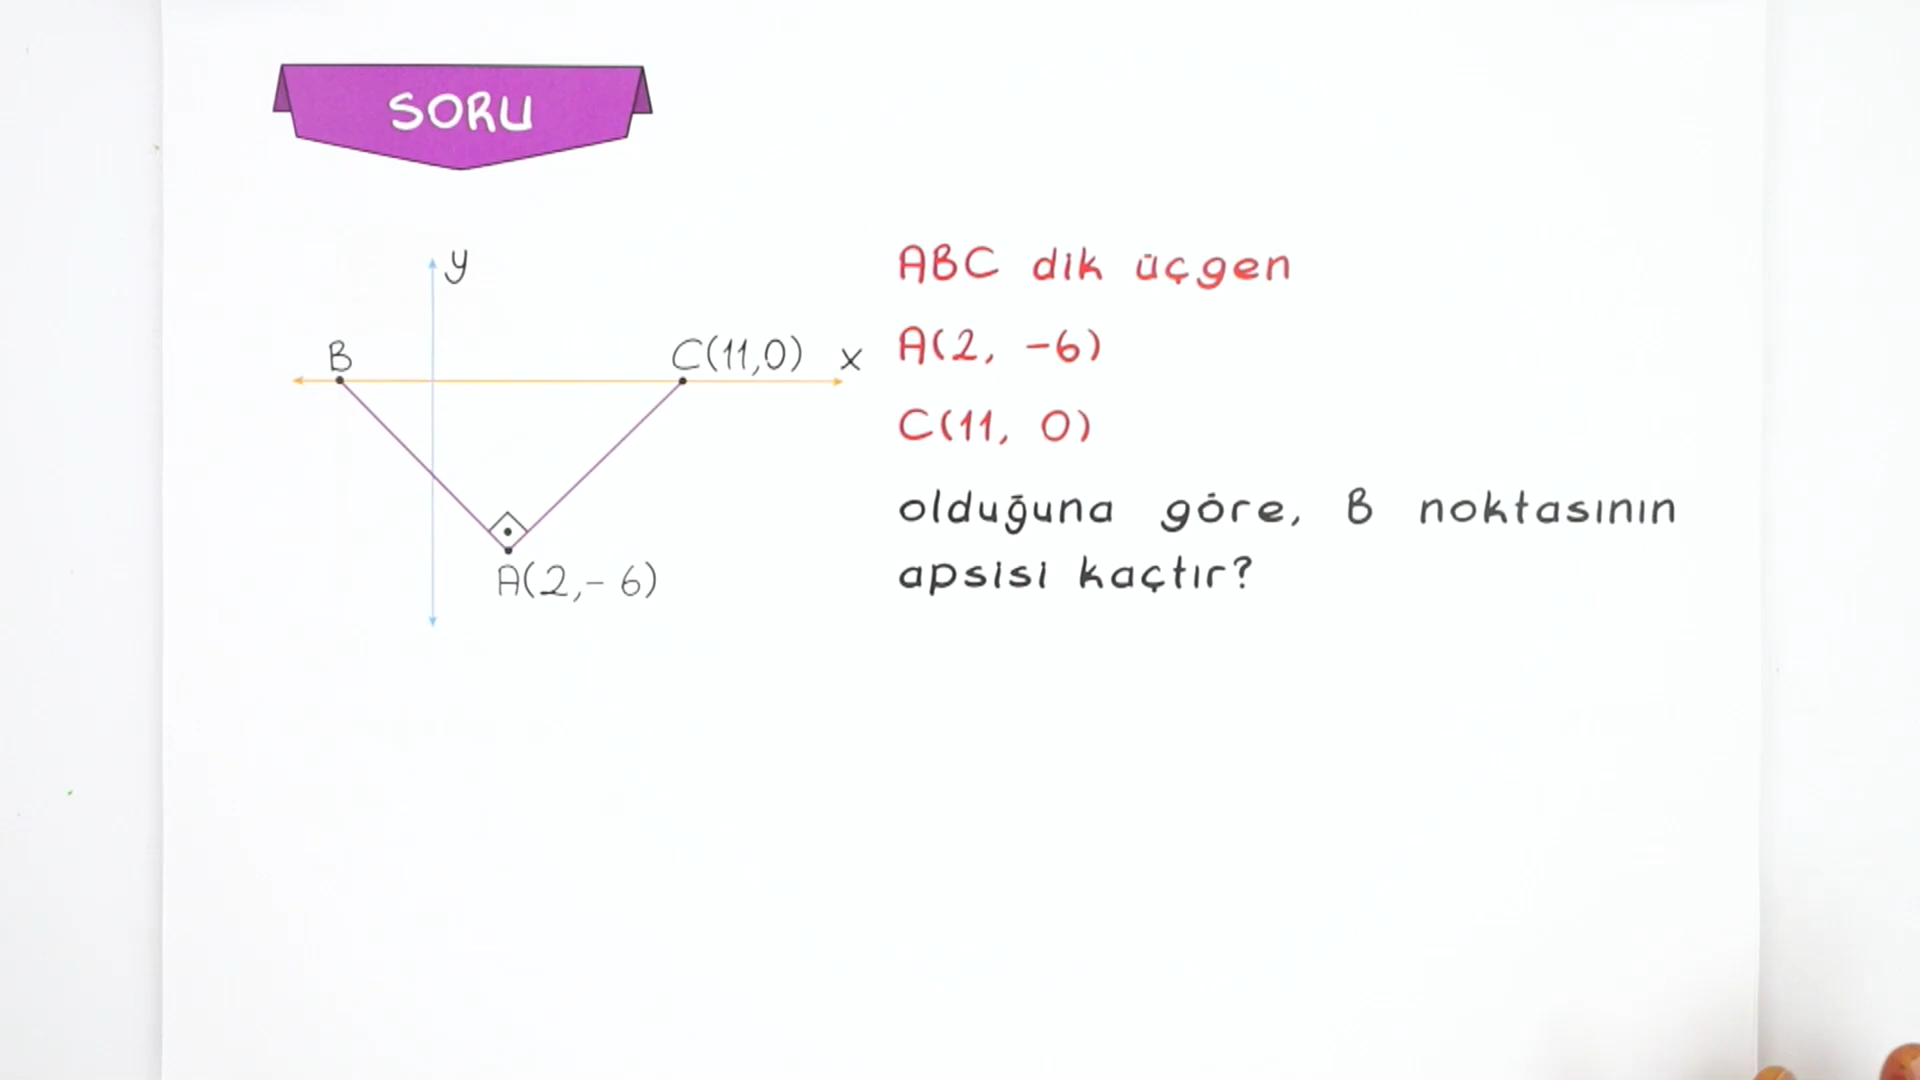 SORU
y
B
C(11,0)
x
A(2,- 6)
ABC dik üçgen
A(2, -6)
C(11, 0)
olduğuna göre, B noktasının
apsisi kaçtır?